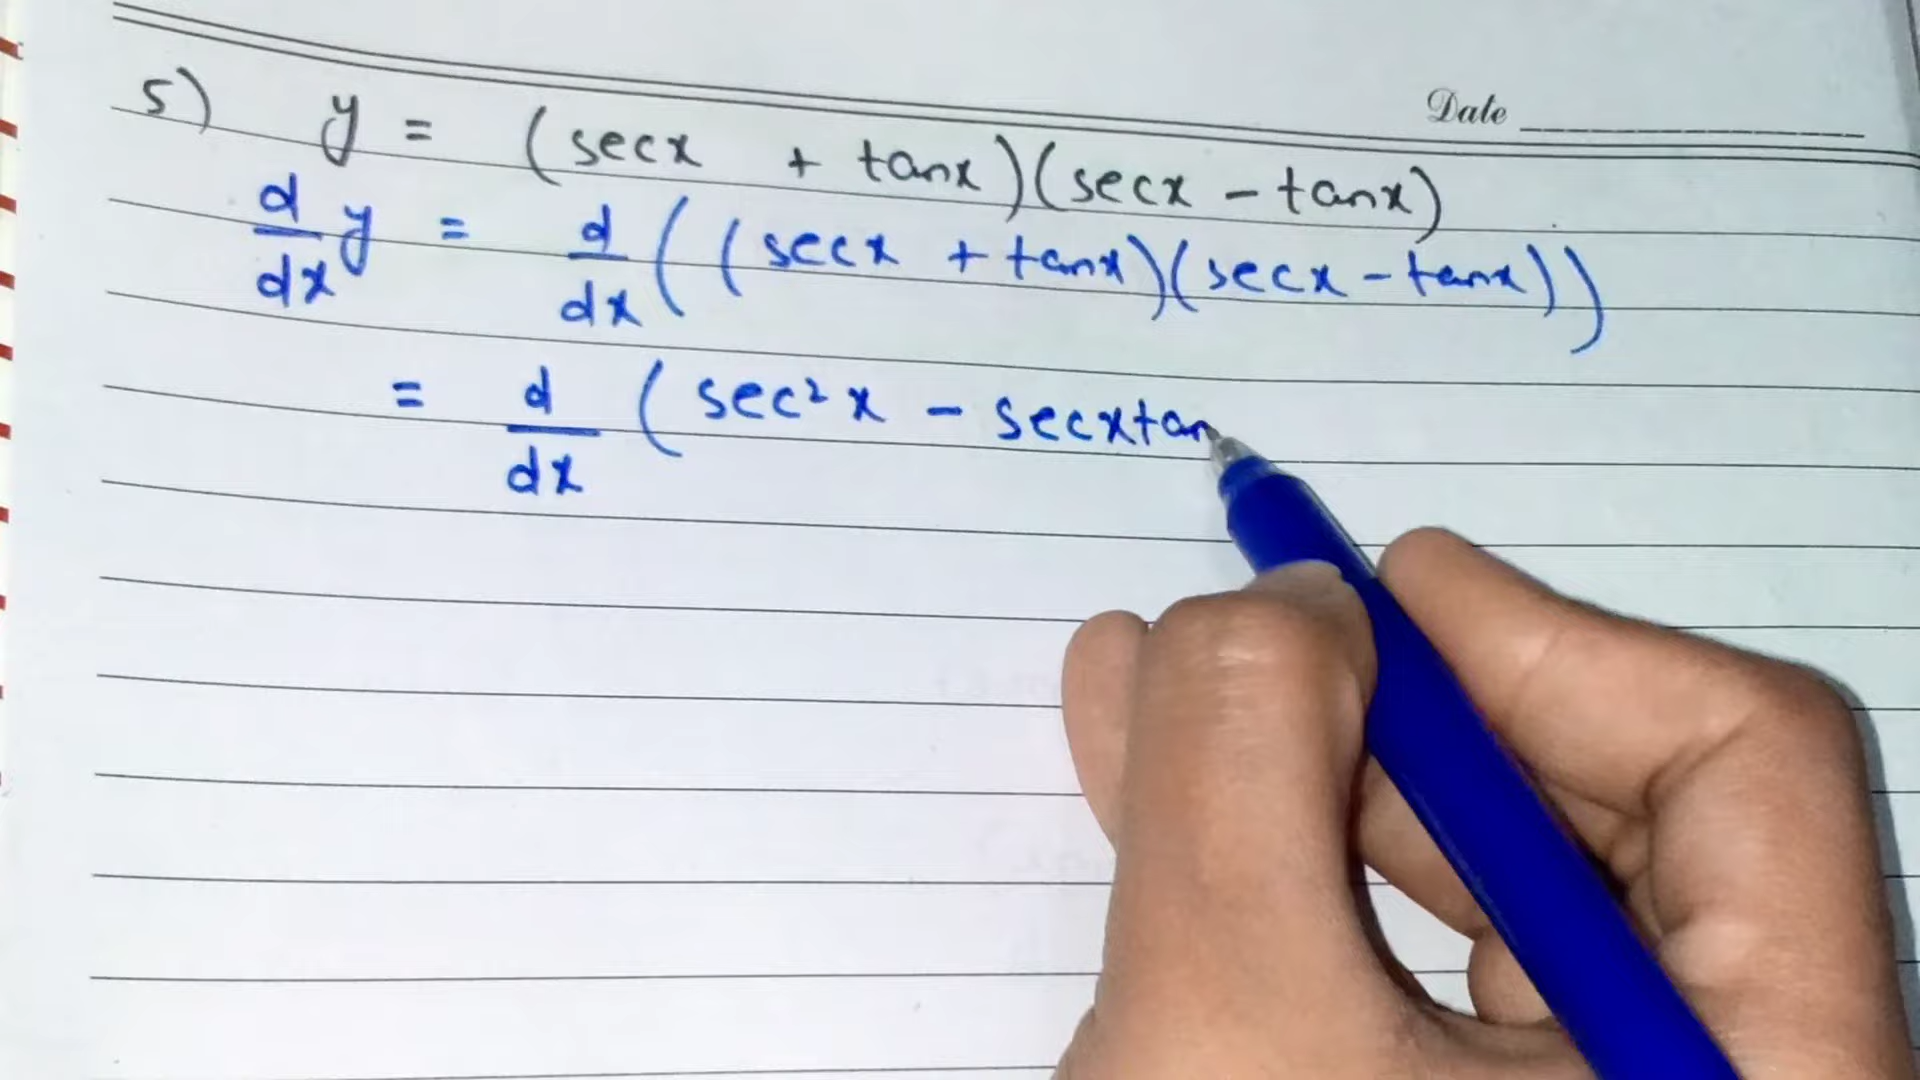 Date
5) y = (secx + tanx)(secx - tanx)
d/dx y = d/dx ((secx + tanx)(secx - tanx))
= d/dx (sec²x - secxtan